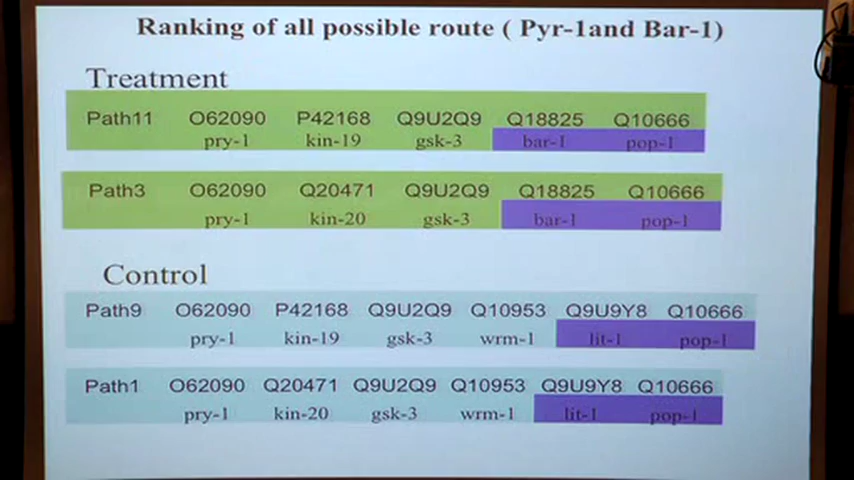 Ranking of all possible route ( Pyr-1and Bar-1)
Treatment
Path11 O62090 P42168 Q9U2Q9 Q18825 Q10666
pry-1 kin-19 gsk-3 bar-1 pop-1
Path3 O62090 Q20471 Q9U2Q9 Q18825 Q10666
pry-1 kin-20 gsk-3 bar-1 pop-1
Control
Path9 O62090 P42168 Q9U2Q9 Q10953 Q9U9Y8 Q10666
pry-1 kin-19 gsk-3 wrm-1 lit-1 pop-1
Path1 O62090 Q20471 Q9U2Q9 Q10953 Q9U9Y8 Q10666
pry-1 kin-20 gsk-3 wrm-1 lit-1 pop-1